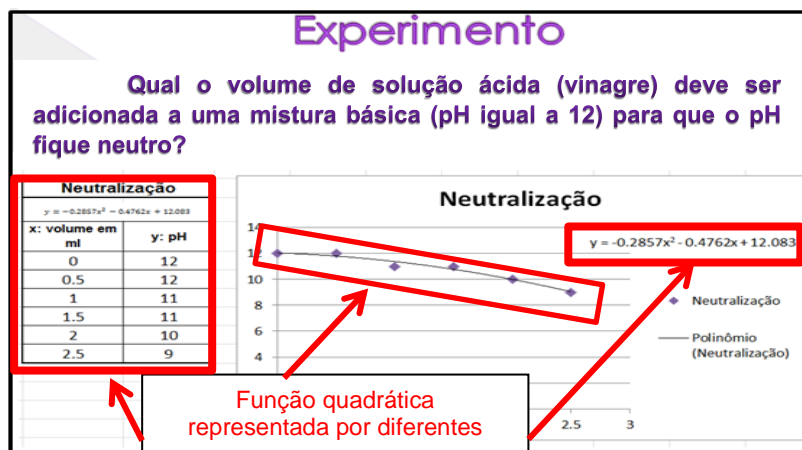 Experimento
Qual o volume de solução ácida (vinagre) deve ser
adicionada a uma mistura básica (pH igual a 12) para que o pH
fique neutro?
Neutralização
y = −0.2857x² − 0.4762x + 12.083
x: volume em ml y: pH
0 12
0.5 12
1 11
1.5 11
2 10
2.5 9
Neutralização
14
12
10
8
6
4
2.5 3
y = -0.2857x² - 0.4762x + 12.083
Neutralização
Polinômio
(Neutralização)
Função quadrática
representada por diferentes